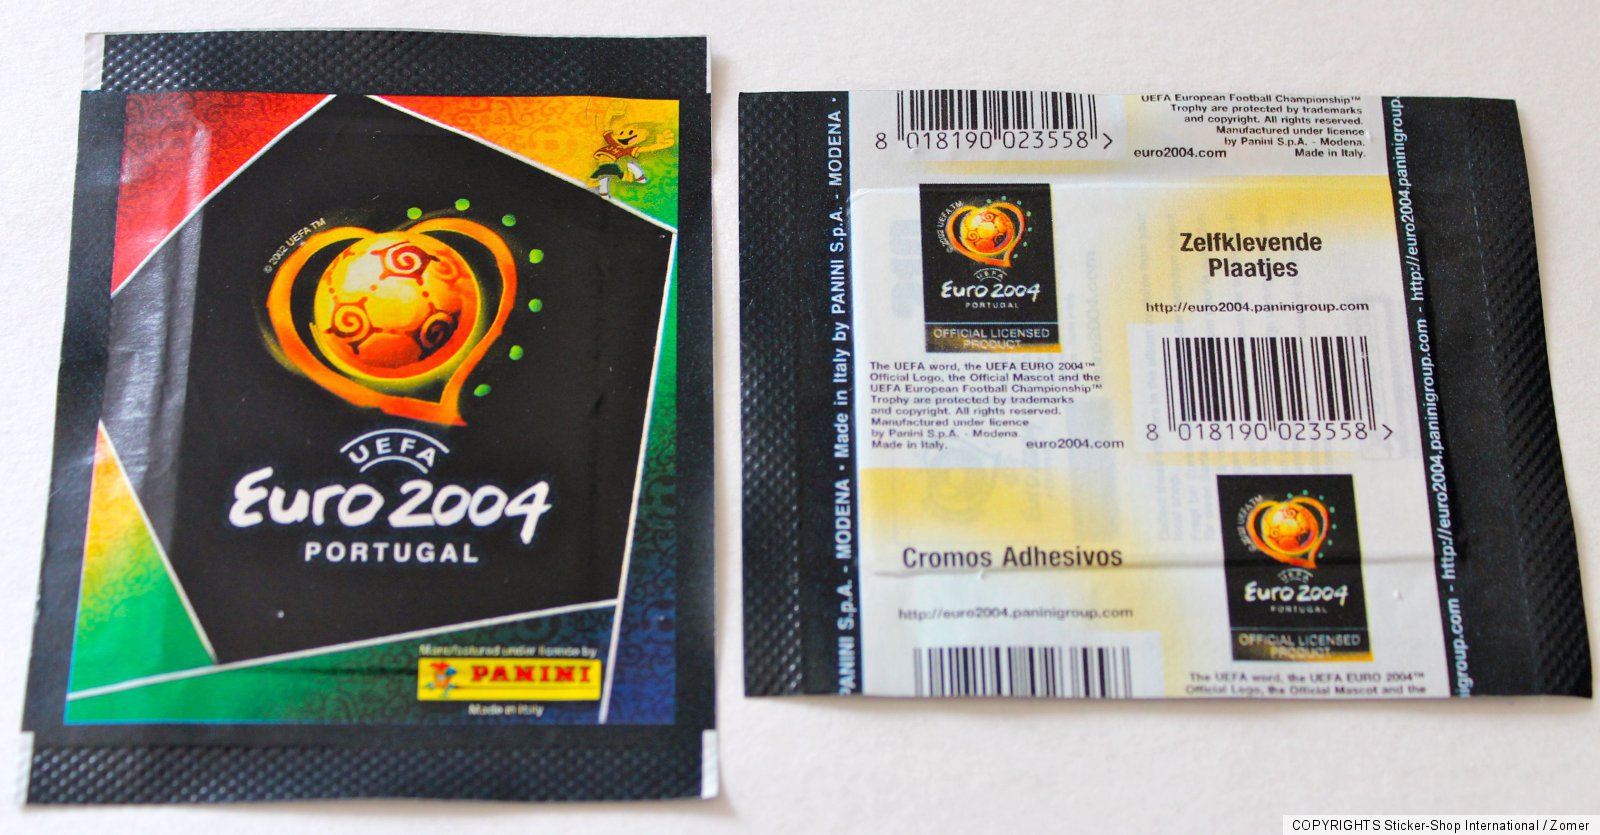 © 2002 UEFA TM
UEFA
Euro 2004
PORTUGAL
Manufactured under licence by
PANINI
Made in Italy
PANINI S.p.A. - MODENA • Made in Italy by PANINI S.p.A. - MODENA •
8 018190 023558 >
UEFA European Football Championship™
Trophy are protected by trademarks
and copyright. All rights reserved.
Manufactured under licence
by Panini S.p.A. - Modena.
euro2004.com Made in Italy.
© 2002 UEFA TM
UEFA
Euro 2004
PORTUGAL
OFFICIAL LICENSED
PRODUCT
The UEFA word, the UEFA EURO 2004™
Official Logo, the Official Mascot and the
UEFA European Football Championship™
Trophy are protected by trademarks
and copyright. All rights reserved.
Manufactured under licence
by Panini S.p.A. - Modena.
Made in Italy. euro2004.com
Zelfklevende
Plaatjes
http://euro2004.paninigroup.com
8 018190 023558 >
Cromos Adhesivos
http://euro2004.paninigroup.com
© 2002 UEFA TM
UEFA
Euro 2004
PORTUGAL
OFFICIAL LICENSED
PRODUCT
The UEFA word, the UEFA EURO 2004™
Official Logo, the Official Mascot and the
nigroup.com - http://euro2004.paninigroup.com - http://euro2004.paninigroup.
COPYRIGHTS Sticker-Shop International / Zomer